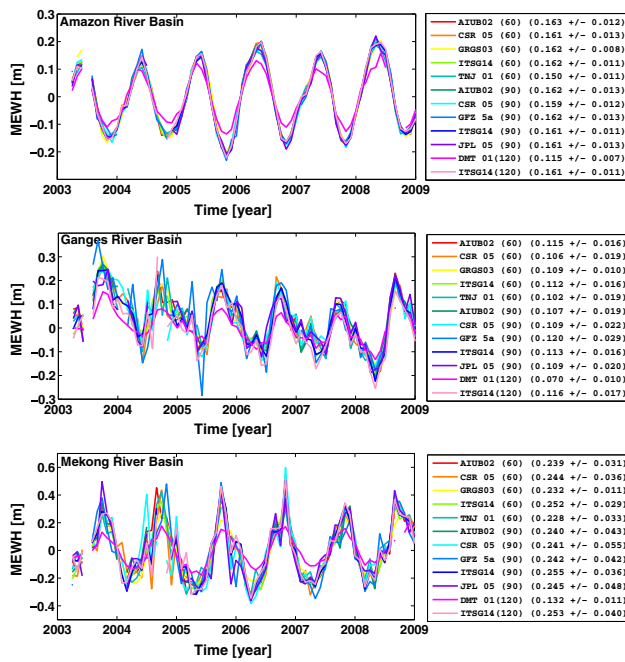 Amazon River Basin
MEWH [m]
0.2
0.1
0
−0.1
−0.2
2003 2004 2005 2006 2007 2008 2009
Time [year]
AIUB02 (60) (0.163 +/− 0.012)
CSR 05 (60) (0.161 +/− 0.013)
GRGS03 (60) (0.162 +/− 0.008)
ITSG14 (60) (0.162 +/− 0.011)
TNJ 01 (60) (0.150 +/− 0.011)
AIUB02 (90) (0.162 +/− 0.013)
CSR 05 (90) (0.159 +/− 0.012)
GFZ 5a (90) (0.162 +/− 0.013)
ITSG14 (90) (0.161 +/− 0.011)
JPL 05 (90) (0.161 +/− 0.013)
DMT 01(120) (0.115 +/− 0.007)
ITSG14(120) (0.161 +/− 0.011)
Ganges River Basin
MEWH [m]
0.3
0.2
0.1
0
−0.1
−0.2
−0.3
2003 2004 2005 2006 2007 2008 2009
Time [year]
AIUB02 (60) (0.115 +/− 0.016)
CSR 05 (60) (0.106 +/− 0.019)
GRGS03 (60) (0.109 +/− 0.010)
ITSG14 (60) (0.112 +/− 0.016)
TNJ 01 (60) (0.102 +/− 0.019)
AIUB02 (90) (0.107 +/− 0.019)
CSR 05 (90) (0.109 +/− 0.022)
GFZ 5a (90) (0.120 +/− 0.029)
ITSG14 (90) (0.113 +/− 0.016)
JPL 05 (90) (0.109 +/− 0.020)
DMT 01(120) (0.070 +/− 0.010)
ITSG14(120) (0.116 +/− 0.017)
Mekong River Basin
MEWH [m]
0.6
0.4
0.2
0
−0.2
−0.4
2003 2004 2005 2006 2007 2008 2009
Time [year]
AIUB02 (60) (0.239 +/− 0.031)
CSR 05 (60) (0.244 +/− 0.036)
GRGS03 (60) (0.232 +/− 0.011)
ITSG14 (60) (0.252 +/− 0.029)
TNJ 01 (60) (0.228 +/− 0.033)
AIUB02 (90) (0.240 +/− 0.043)
CSR 05 (90) (0.241 +/− 0.055)
GFZ 5a (90) (0.242 +/− 0.042)
ITSG14 (90) (0.255 +/− 0.036)
JPL 05 (90) (0.245 +/− 0.048)
DMT 01(120) (0.132 +/− 0.011)
ITSG14(120) (0.253 +/− 0.040)